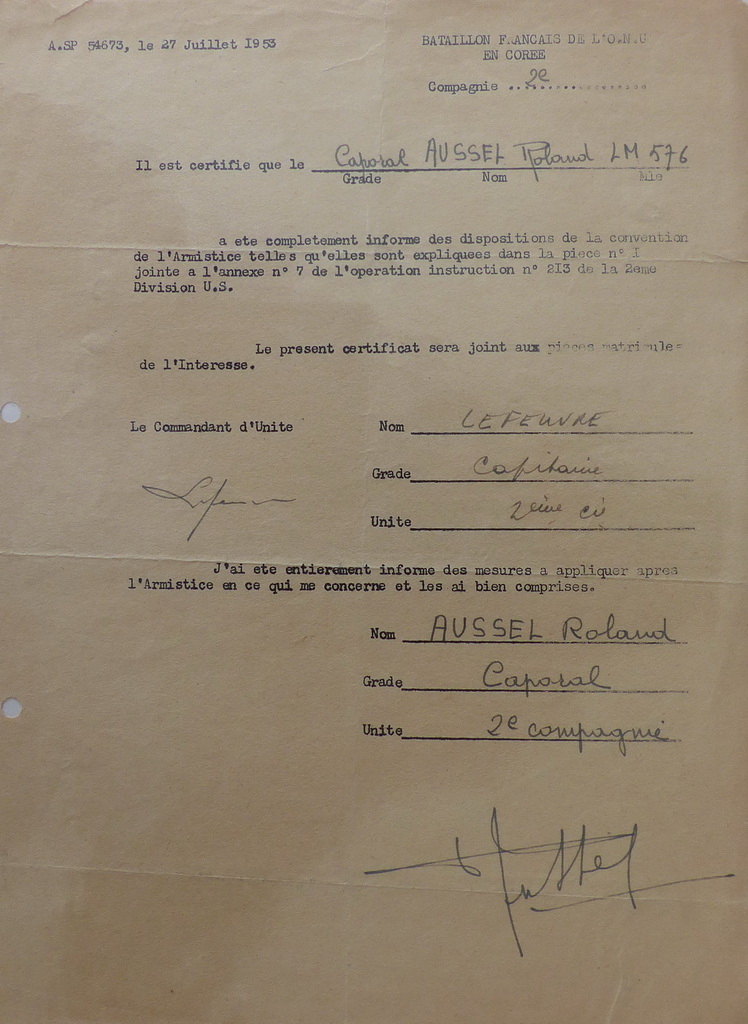 A.SP 54673, le 27 Juillet 1953
BATAILLON FRANCAIS DE L'O.N.U
EN COREE
Compagnie 2e
Il est certifie que le Caporal AUSSEL Roland LM 576
Grade Nom Mle
a ete completement informe des dispositions de la convention
de l'Armistice telles qu'elles sont expliquees dans la piece n° I
jointe a l'annexe n° 7 de l'operation instruction n° 2I3 de la 2eme
Division U.S.
Le present certificat sera joint aux pieces matricule=
de l'Interesse.
Le Commandant d'Unite
Nom LEFEUVRE
Grade Capitaine
Unite 2eme Cie
J'ai ete entierement informe des mesures a appliquer apres
l'Armistice en ce qui me concerne et les ai bien comprises.
Nom AUSSEL Roland
Grade Caporal
Unite 2e compagnie